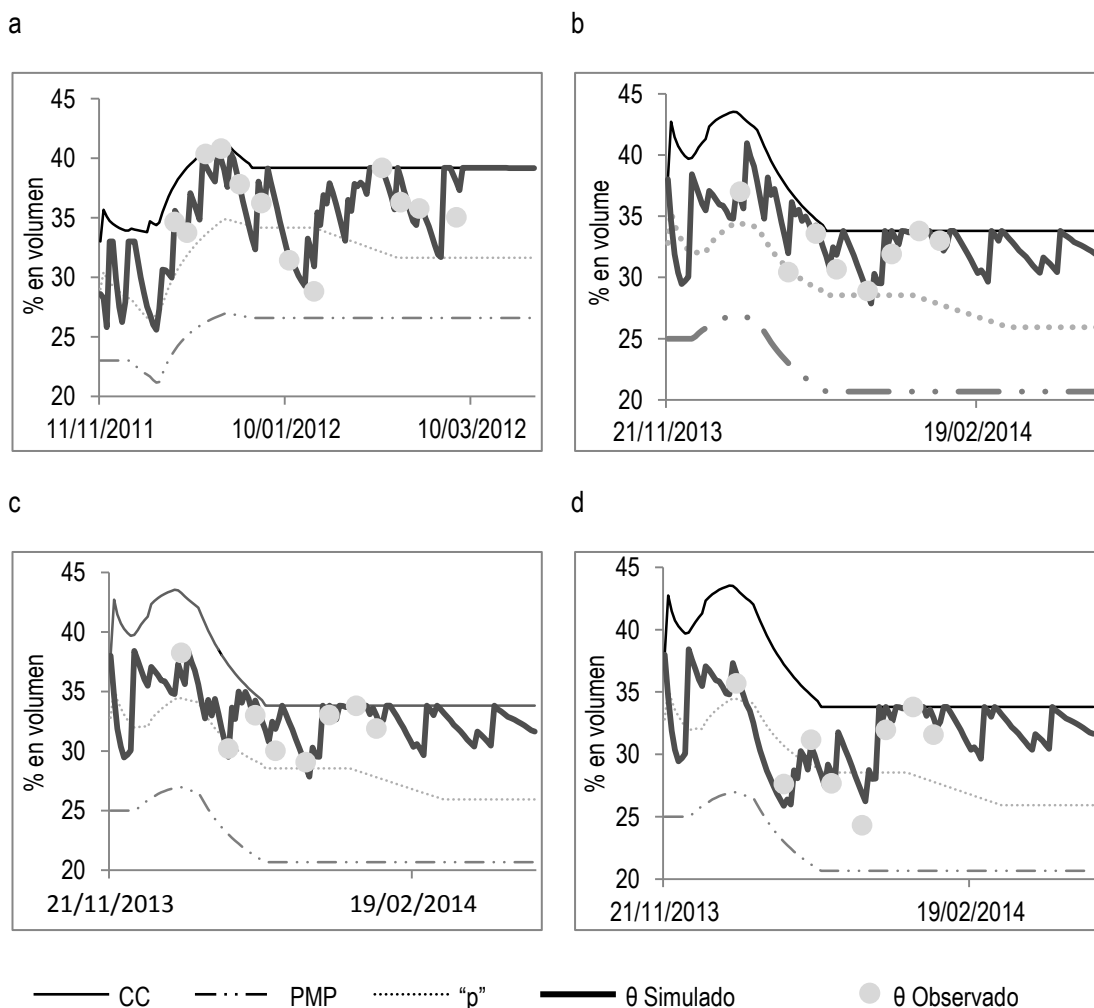 a
b
% en volumen
45
40
35
30
25
20
11/11/2011
10/01/2012
10/03/2012
% en volume
45
40
35
30
25
20
21/11/2013
19/02/2014
c
d
% en volumen
45
40
35
30
25
20
21/11/2013
19/02/2014
% en volumen
45
40
35
30
25
20
21/11/2013
19/02/2014
CC
PMP
“p”
θ Simulado
θ Observado